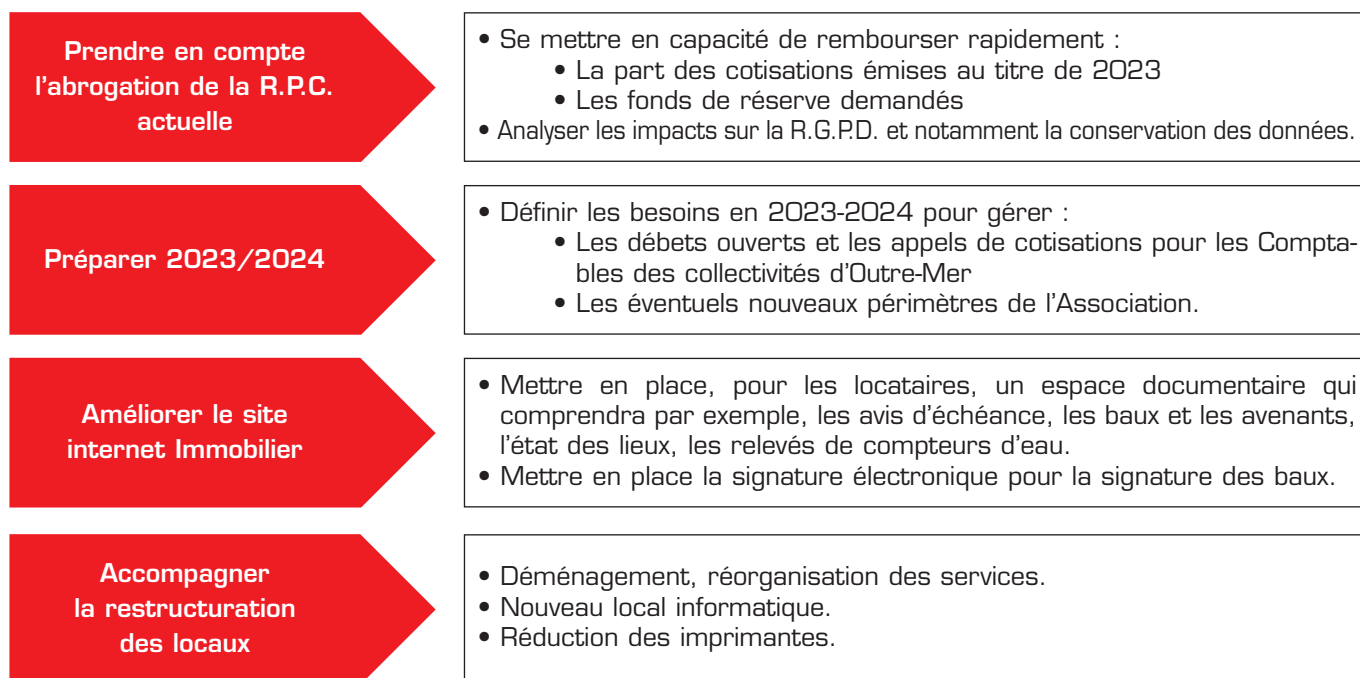 Prendre en compte
l'abrogation de la R.P.C.
actuelle
• Se mettre en capacité de rembourser rapidement :
• La part des cotisations émises au titre de 2023
• Les fonds de réserve demandés
• Analyser les impacts sur la R.G.P.D. et notamment la conservation des données.
Préparer 2023/2024
• Définir les besoins en 2023-2024 pour gérer :
• Les débets ouverts et les appels de cotisations pour les Compta-
bles des collectivités d'Outre-Mer
• Les éventuels nouveaux périmètres de l'Association.
Améliorer le site
internet Immobilier
• Mettre en place, pour les locataires, un espace documentaire qui
comprendra par exemple, les avis d'échéance, les baux et les avenants,
l'état des lieux, les relevés de compteurs d'eau.
• Mettre en place la signature électronique pour la signature des baux.
Accompagner
la restructuration
des locaux
• Déménagement, réorganisation des services.
• Nouveau local informatique.
• Réduction des imprimantes.